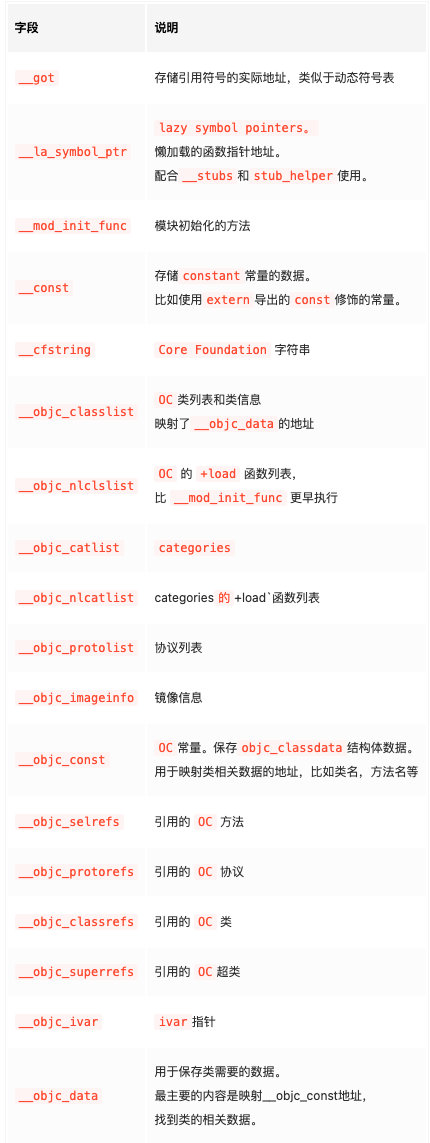 字段 说明
__got 存储引用符号的实际地址，类似于动态符号表
lazy symbol pointers。
__la_symbol_ptr 懒加载的函数指针地址。
配合 __stubs 和 stub_helper 使用。
__mod_init_func 模块初始化的方法
__const 存储 constant 常量的数据。
比如使用 extern 导出的 const 修饰的常量。
__cfstring Core Foundation 字符串
__objc_classlist OC 类列表和类信息
映射了 __objc_data 的地址
__objc_nlclslist OC 的 +load 函数列表，
比 __mod_init_func 更早执行
__objc_catlist categories
__objc_nlcatlist categories 的 +load`函数列表
__objc_protolist 协议列表
__objc_imageinfo 镜像信息
__objc_const OC 常量。保存 objc_classdata 结构体数据。
用于映射类相关数据的地址，比如类名，方法名等
__objc_selrefs 引用的 OC 方法
__objc_protorefs 引用的 OC 协议
__objc_classrefs 引用的 OC 类
__objc_superrefs 引用的 OC 超类
__objc_ivar ivar 指针
用于保存类需要的数据。
__objc_data 最主要的内容是映射__objc_const地址，
找到类的相关数据。